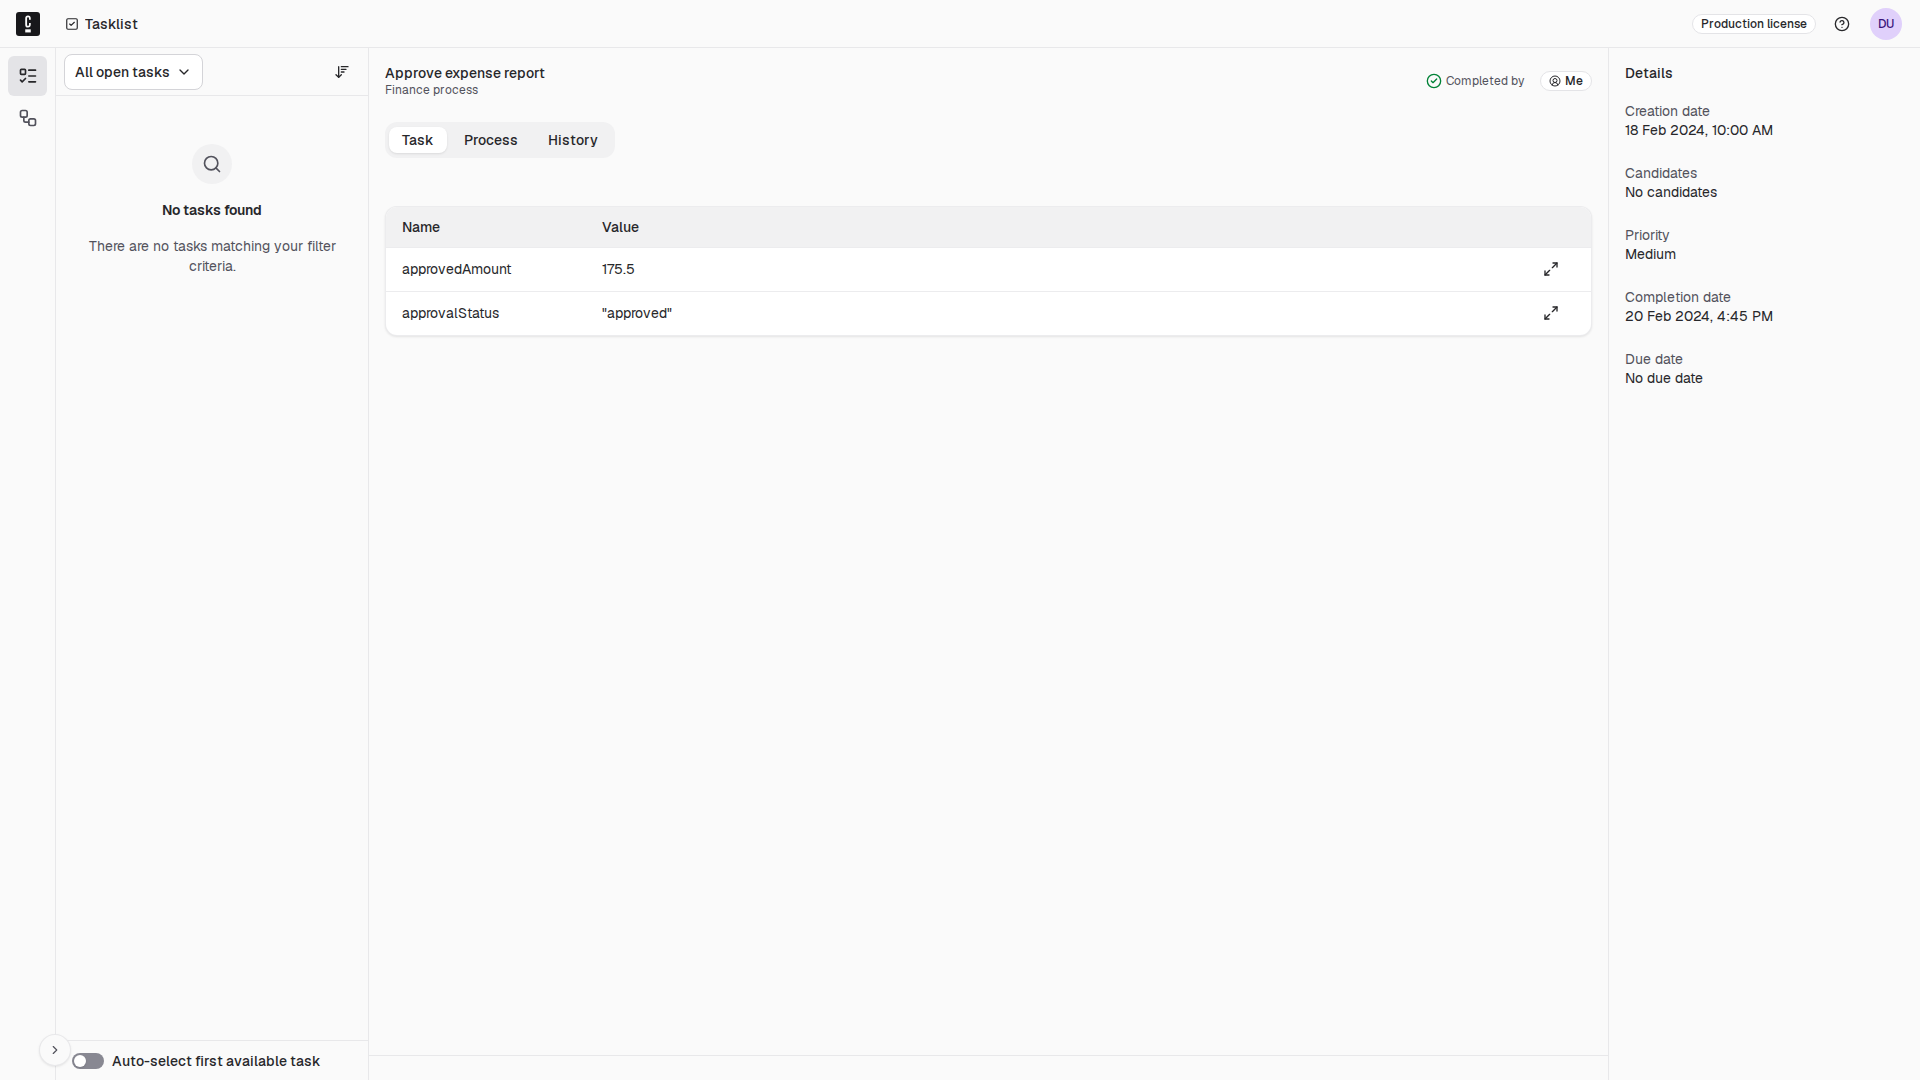 Tasklist
Production license
DU
All open tasks
No tasks found
There are no tasks matching your filter
criteria.
Auto-select first available task
Approve expense report
Finance process
Completed by
Me
Task
Process
History
Name
Value
approvedAmount
175.5
approvalStatus
"approved"
Details
Creation date
18 Feb 2024, 10:00 AM
Candidates
No candidates
Priority
Medium
Completion date
20 Feb 2024, 4:45 PM
Due date
No due date